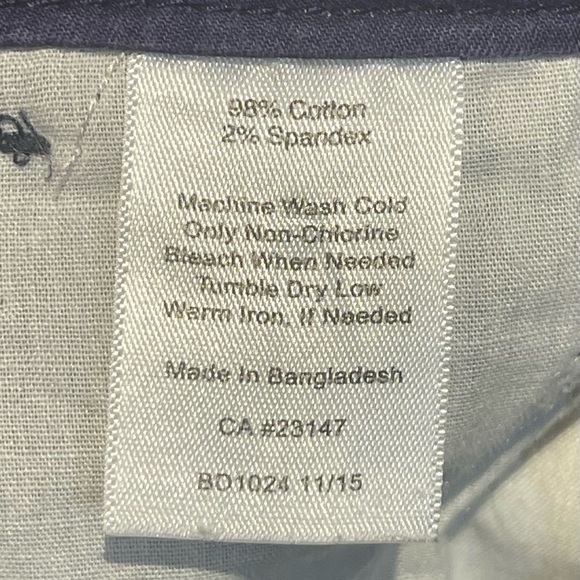 98% Cotton
2% Spandex
Machine Wash Cold
Only Non-Chlorine
Bleach When Needed
Tumble Dry Low
Warm Iron, If Needed
Made In Bangladesh
CA #23147
BD1024 11/15